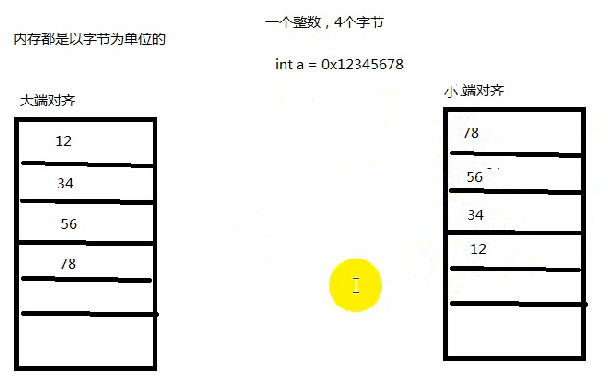 一个整数，4个字节
内存都是以字节为单位的
int a = 0x12345678
大端对齐
12
34
56
78
小端对齐
78
56
34
12